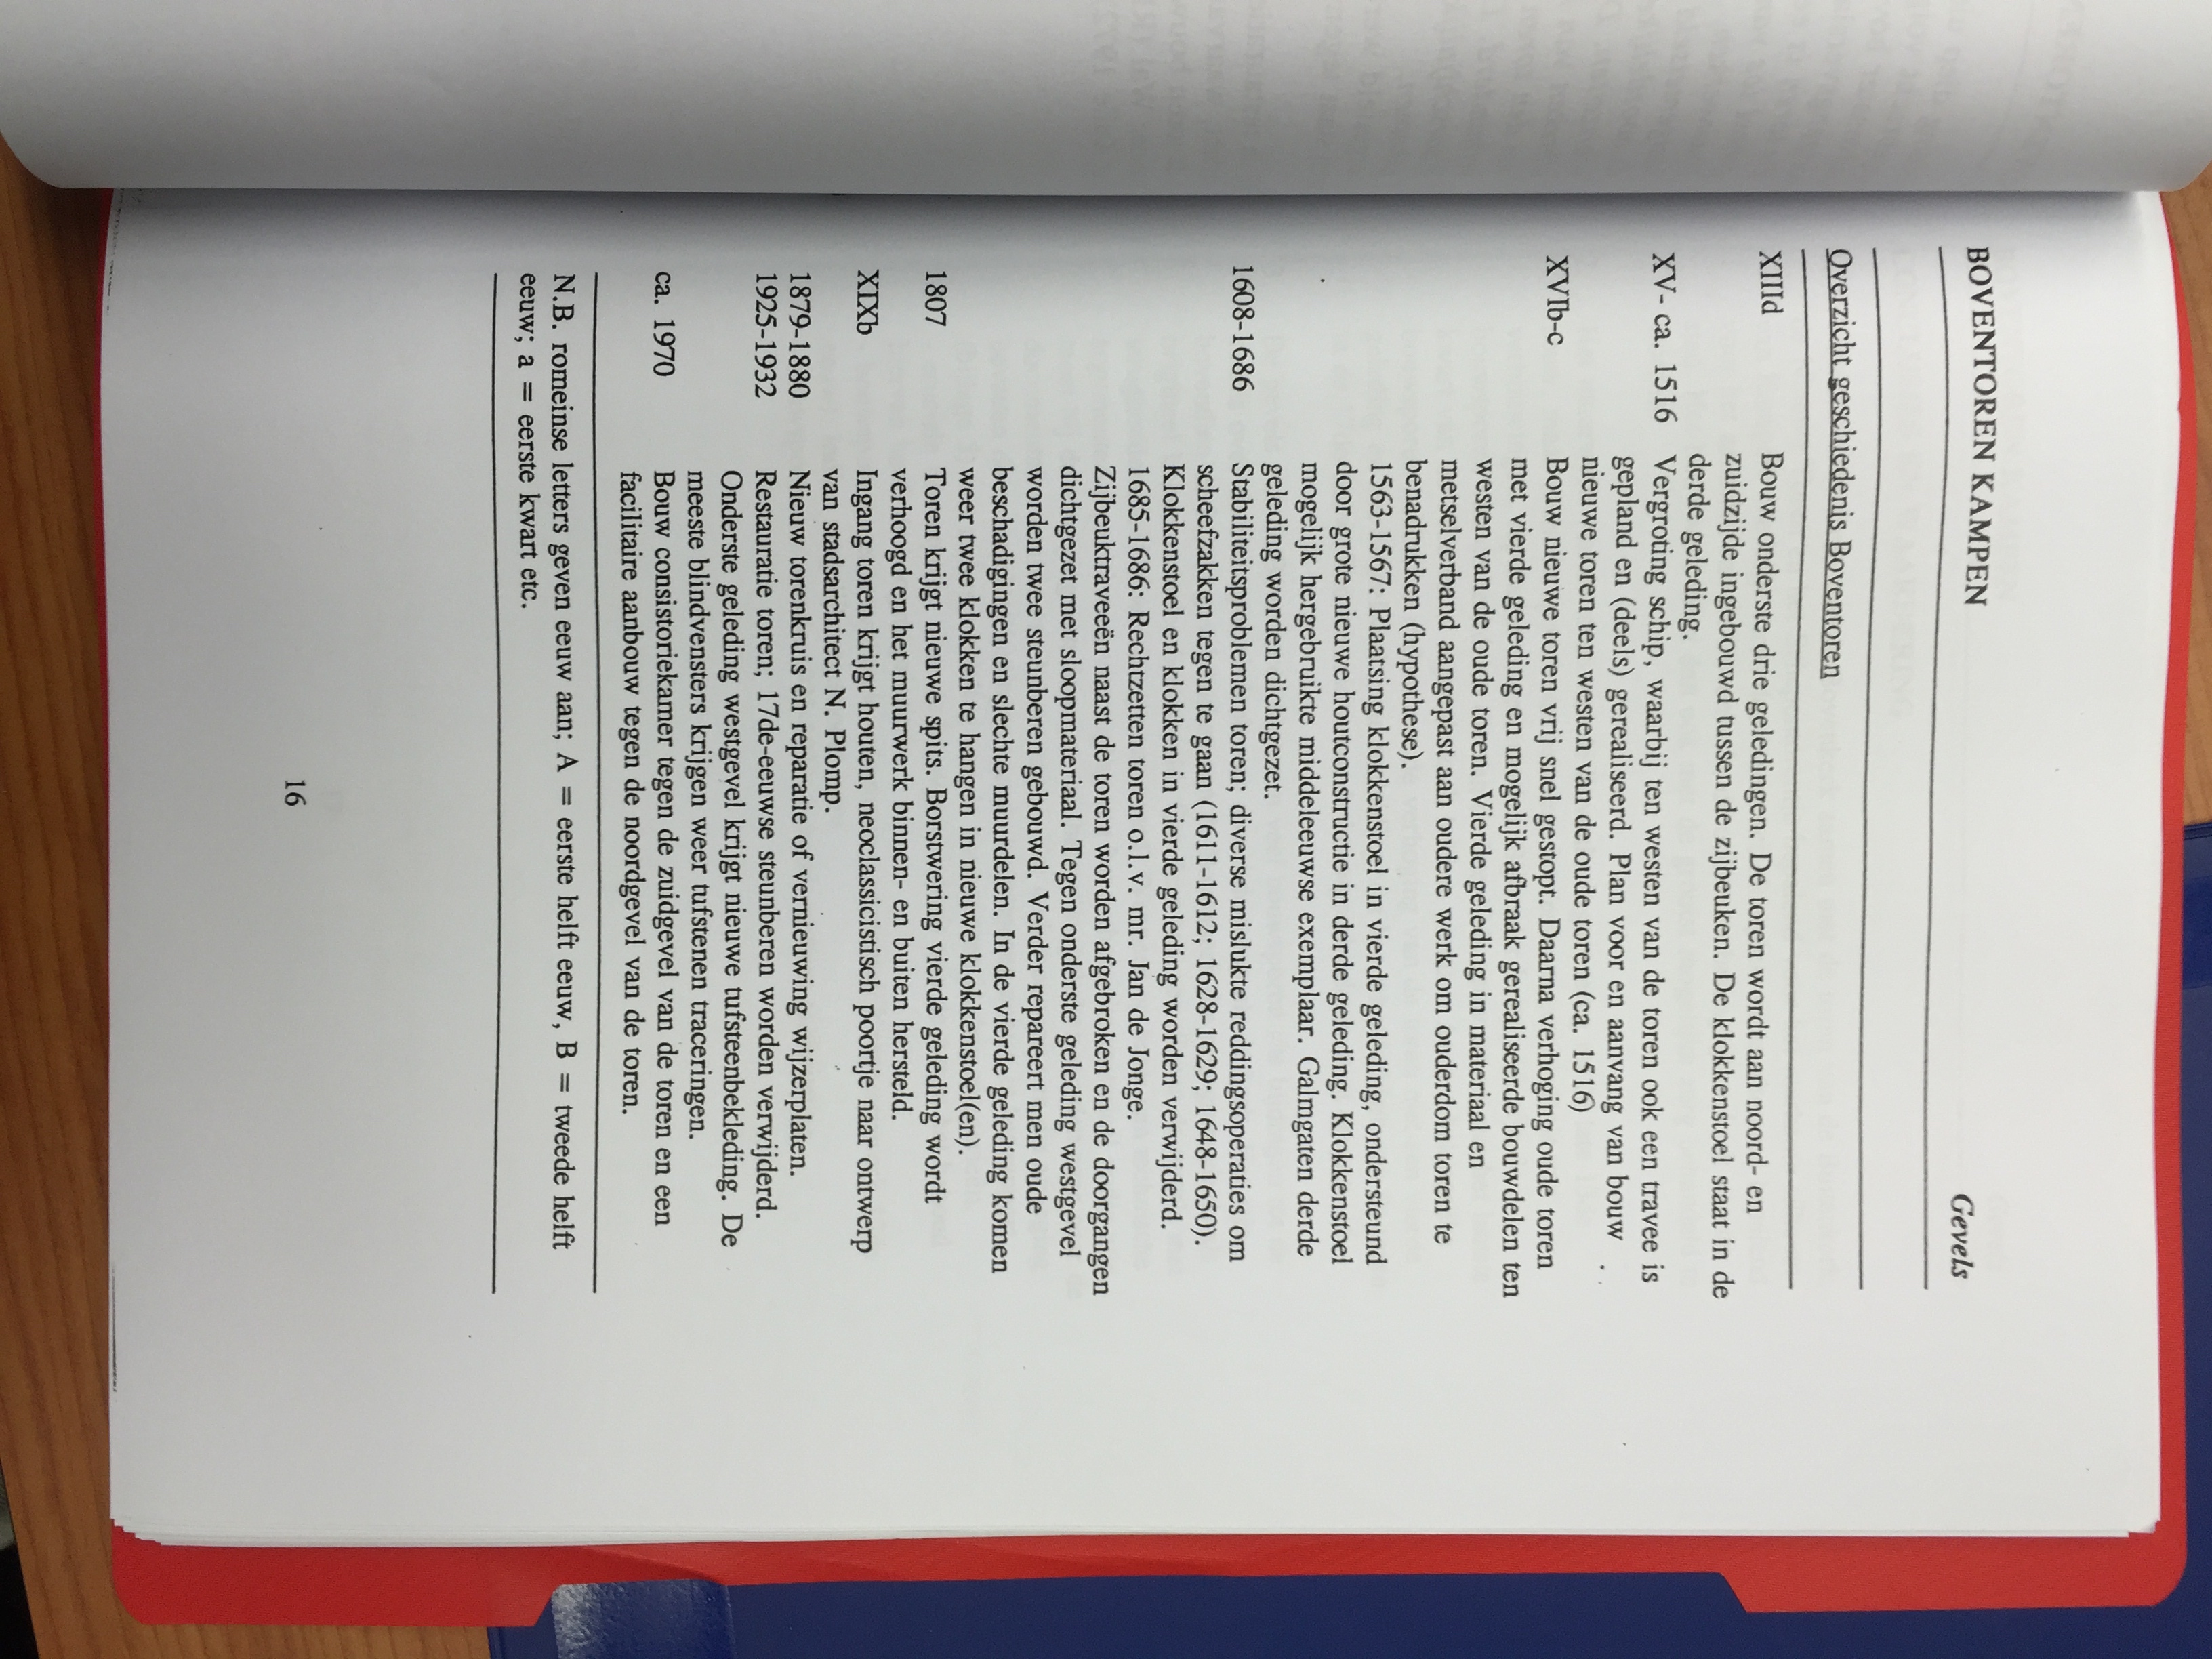 BOVENTOREN KAMPEN Gevels
Overzicht geschiedenis Boventoren
XIIId Bouw onderste drie geledingen. De toren wordt aan noord- en
zuidzijde ingebouwd tussen de zijbeuken. De klokkenstoel staat in de
derde geleding.
XV- ca. 1516 Vergroting schip, waarbij ten westen van de toren ook een travee is
gepland en (deels) gerealiseerd. Plan voor en aanvang van bouw
nieuwe toren ten westen van de oude toren (ca. 1516)
XVIb-c Bouw nieuwe toren vrij snel gestopt. Daarna verhoging oude toren
met vierde geleding en mogelijk afbraak gerealiseerde bouwdelen ten
westen van de oude toren. Vierde geleding in materiaal en
metselverband aangepast aan oudere werk om ouderdom toren te
benadrukken (hypothese).
1563-1567: Plaatsing klokkenstoel in vierde geleding, ondersteund
door grote nieuwe houtconstructie in derde geleding. Klokkenstoel
mogelijk hergebruikte middeleeuwse exemplaar. Galmgaten derde
geleding worden dichtgezet.
1608-1686 Stabiliteitsproblemen toren; diverse mislukte reddingsoperaties om
scheefzakken tegen te gaan (1611-1612; 1628-1629; 1648-1650).
Klokkenstoel en klokken in vierde geleding worden verwijderd.
1685-1686: Rechtzetten toren o.l.v. mr. Jan de Jonge.
Zijbeuktraveeën naast de toren worden afgebroken en de doorgangen
dichtgezet met sloopmateriaal. Tegen onderste geleding westgevel
worden twee steunberen gebouwd. Verder repareert men oude
beschadigingen en slechte muurdelen. In de vierde geleding komen
weer twee klokken te hangen in nieuwe klokkenstoel(en).
1807 Toren krijgt nieuwe spits. Borstwering vierde geleding wordt
verhoogd en het muurwerk binnen- en buiten hersteld.
XIXb Ingang toren krijgt houten, neoclassicistisch poortje naar ontwerp
van stadsarchitect N. Plomp.
1879-1880 Nieuw torenkruis en reparatie of vernieuwing wijzerplaten.
1925-1932 Restauratie toren; 17de-eeuwse steunberen worden verwijderd.
Onderste geleding westgevel krijgt nieuwe tufsteenbekleding. De
meeste blindvensters krijgen weer tufstenen traceringen.
ca. 1970 Bouw consistoriekamer tegen de zuidgevel van de toren en een
facilitaire aanbouw tegen de noordgevel van de toren.
N.B. romeinse letters geven eeuw aan; A = eerste helft eeuw, B = tweede helft
eeuw; a = eerste kwart etc.
16